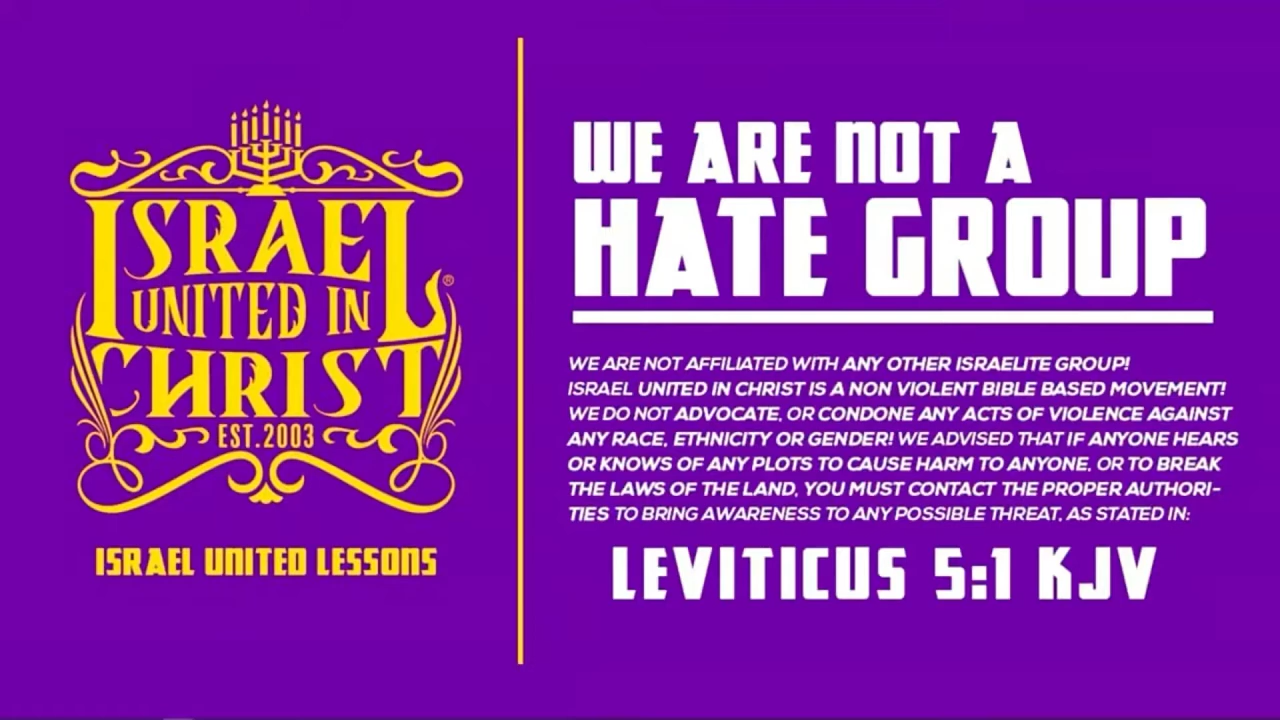 ISRAEL
UNITED IN
CHRIST
EST.2003
ISRAEL UNITED LESSONS
WE ARE NOT A
HATE GROUP
WE ARE NOT AFFILIATED WITH ANY OTHER ISRAELITE GROUP!
ISRAEL UNITED IN CHRIST IS A NON VIOLENT BIBLE BASED MOVEMENT!
WE DO NOT ADVOCATE, OR CONDONE ANY ACTS OF VIOLENCE AGAINST
ANY RACE, ETHNICITY OR GENDER! WE ADVISED THAT IF ANYONE HEARS
OR KNOWS OF ANY PLOTS TO CAUSE HARM TO ANYONE, OR TO BREAK
THE LAWS OF THE LAND, YOU MUST CONTACT THE PROPER AUTHORI-
TIES TO BRING AWARENESS TO ANY POSSIBLE THREAT, AS STATED IN:
LEVITICUS 5:1 KJV